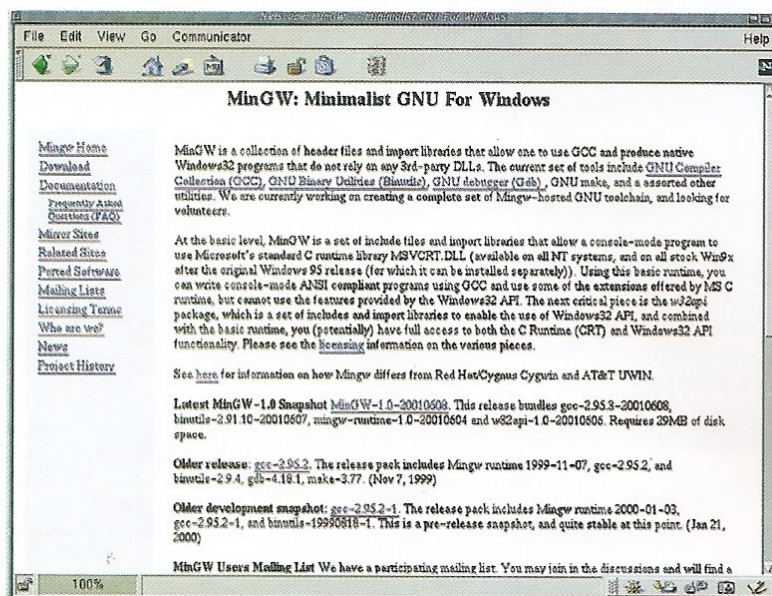 Netscape: MinGW - Minimalist GNU For Windows
File Edit View Go Communicator Help
MinGW: Minimalist GNU For Windows
Mingw Home
Download
Documentation
Frequently Asked
Questions (FAQ)
Mirror Sites
Related Sites
Ported Software
Mailing Lists
Licensing Terms
Who are we?
News
Project History
MinGW is a collection of header files and import libraries that allow one to use GCC and produce native
Windows32 programs that do not rely on any 3rd-party DLLs. The current set of tools include GNU Compiler
Collection (GCC), GNU Binary Utilities (Binutils), GNU debugger (Gdb) , GNU make, and a assorted other
utilities. We are currently working on creating a complete set of Mingw-hosted GNU toolchain, and looking for
volunteers.
At the basic level, MinGW is a set of include files and import libraries that allow a console-mode program to
use Microsoft's standard C runtime library MSVCRT.DLL (available on all NT systems, and on all stock Win9x
after the original Windows 95 release (for which it can be installed separately)). Using this basic runtime, you
can write console-mode ANSI compliant programs using GCC and use some of the extensions offered by MS C
runtime, but cannot use the features provided by the Windows32 API. The next critical piece is the w32api
package, which is a set of includes and import libraries to enable the use of Windows32 API, and combined
with the basic runtime, you (potentially) have full access to both the C Runtime (CRT) and Windows32 API
functionality. Please see the licensing information on the various pieces.
See here for information on how Mingw differs from Red Hat/Cygnus Cygwin and AT&T UWIN.
Latest MinGW-1.0 Snapshot MinGW-1.0-20010608. This release bundles gcc-2.95.3-20010608,
binutils-2.91.10-20010607, mingw-runtime-1.0-20010604 and w32api-1.0-20010606. Requires 29MB of disk
space.
Older release: gcc-2.95.2. The release pack includes Mingw runtime 1999-11-07, gcc-2.95.2, and
binutils-2.9.4, gdb-4.18.1, make-3.77. (Nov 7, 1999)
Older development snapshot: gcc-2.95.2-1. The release pack includes Mingw runtime 2000-01-03,
gcc-2.95.2-1, and binutils-19990818-1. This is a pre-release snapshot, and quite stable at this point. (Jan 21,
2000)
MinGW Users Mailing List We have a participating mailing list. You may join in the discussions and will find a
100%